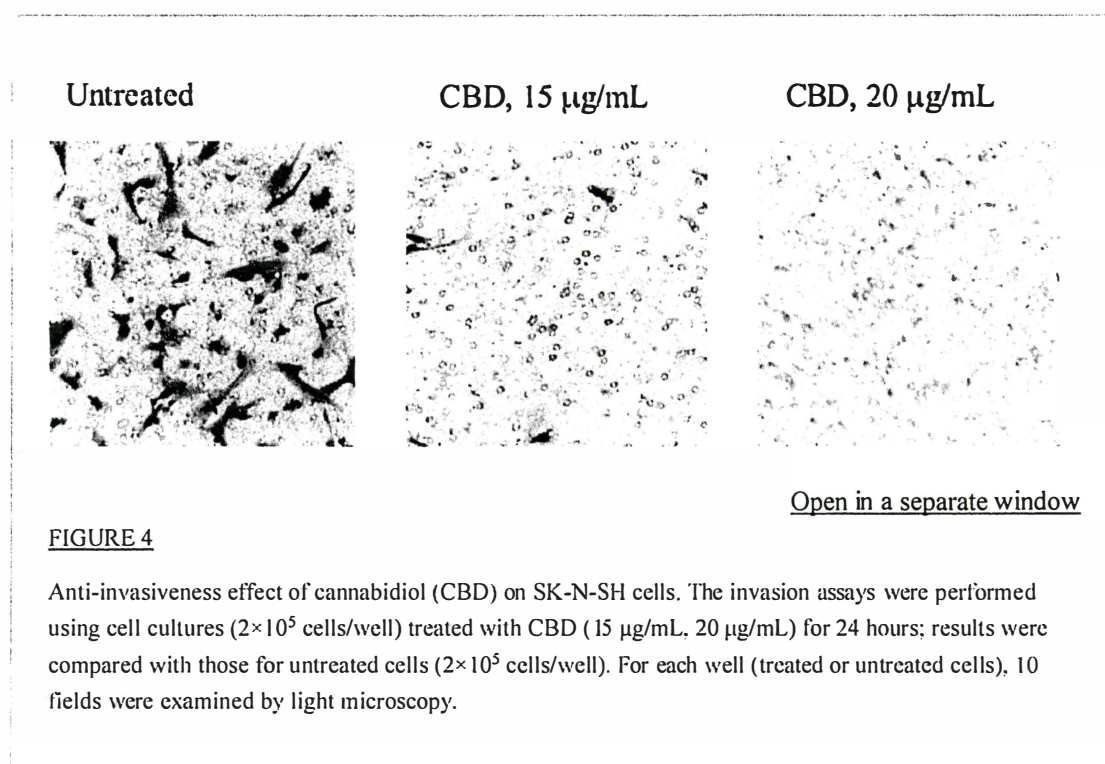 Untreated CBD, 15 μg/mL CBD, 20 μg/mL
Open in a separate window
FIGURE 4
Anti-invasiveness effect of cannabidiol (CBD) on SK-N-SH cells. The invasion assays were performed
using cell cultures (2×10⁵ cells/well) treated with CBD (15 μg/mL, 20 μg/mL) for 24 hours; results were
compared with those for untreated cells (2×10⁵ cells/well). For each well (treated or untreated cells), 10
fields were examined by light microscopy.